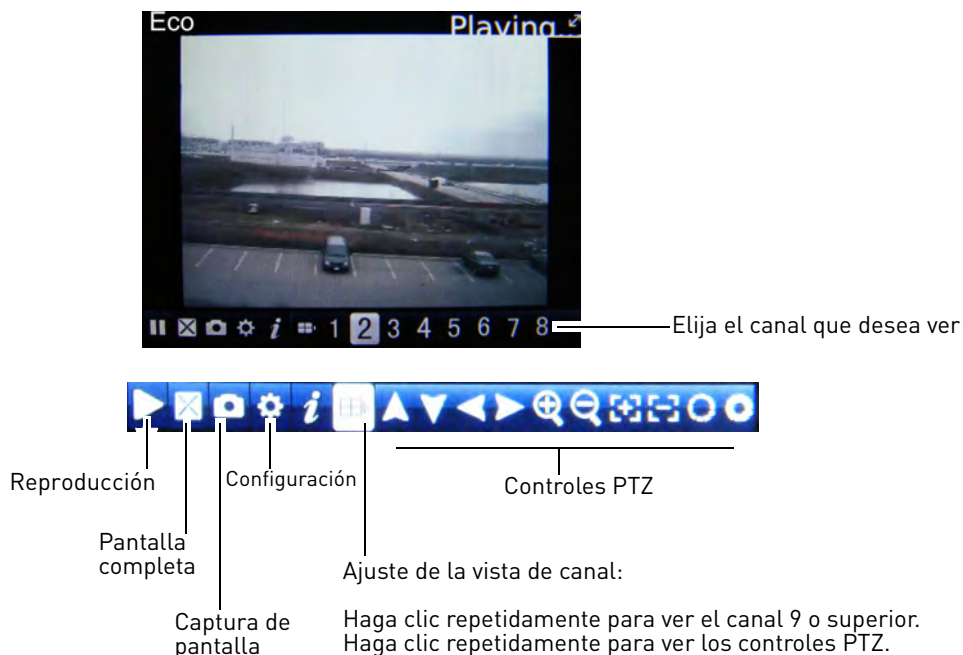 Eco
Playing...
1 2 3 4 5 6 7 8
Elija el canal que desea ver
Reproducción
Configuración
Controles PTZ
Pantalla
completa
Ajuste de la vista de canal:
Captura de
pantalla
Haga clic repetidamente para ver el canal 9 o superior.
Haga clic repetidamente para ver los controles PTZ.